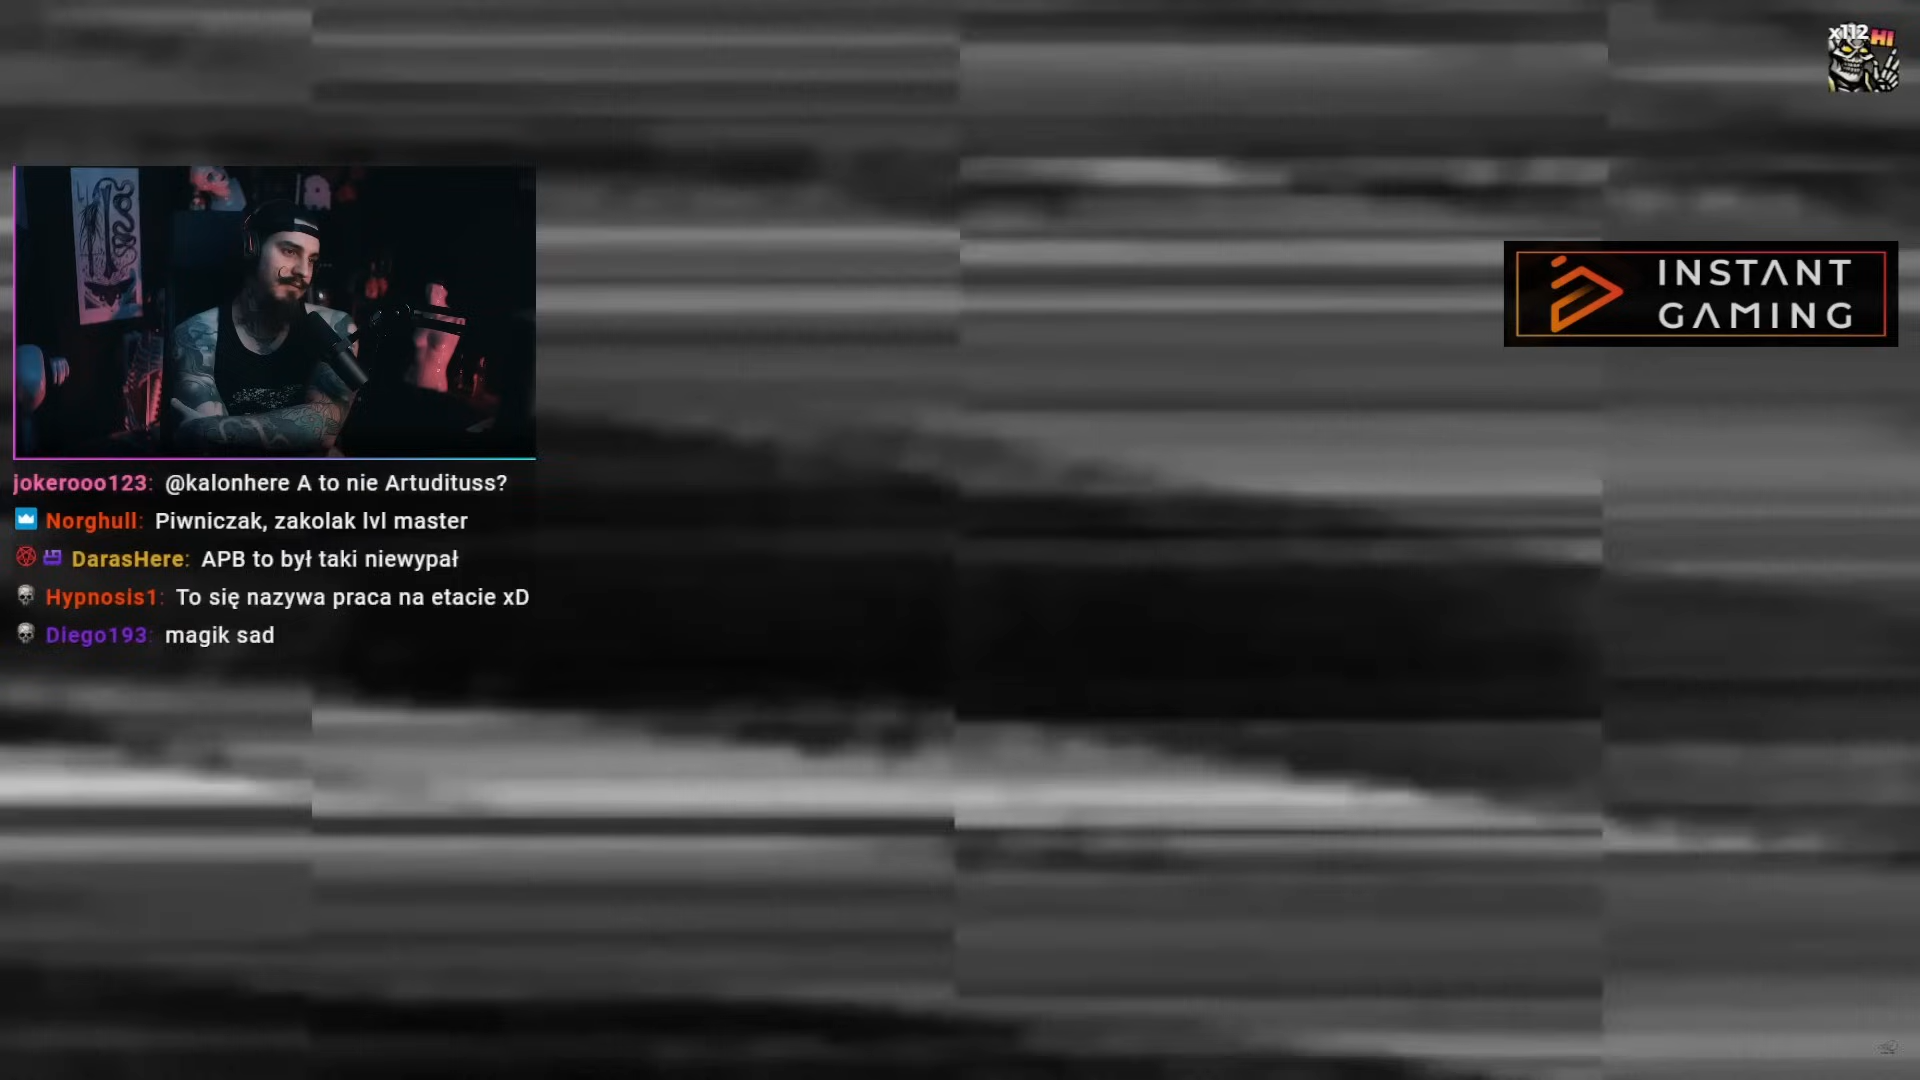 x112 HI
INSTANT
GAMING
jokerooo123: @kalonhere A to nie Artudituss?
Norghull: Piwniczak, zakolak lvl master
DarasHere: APB to był taki niewypał
Hypnosis1: To się nazywa praca na etacie xD
Diego193: magik sad